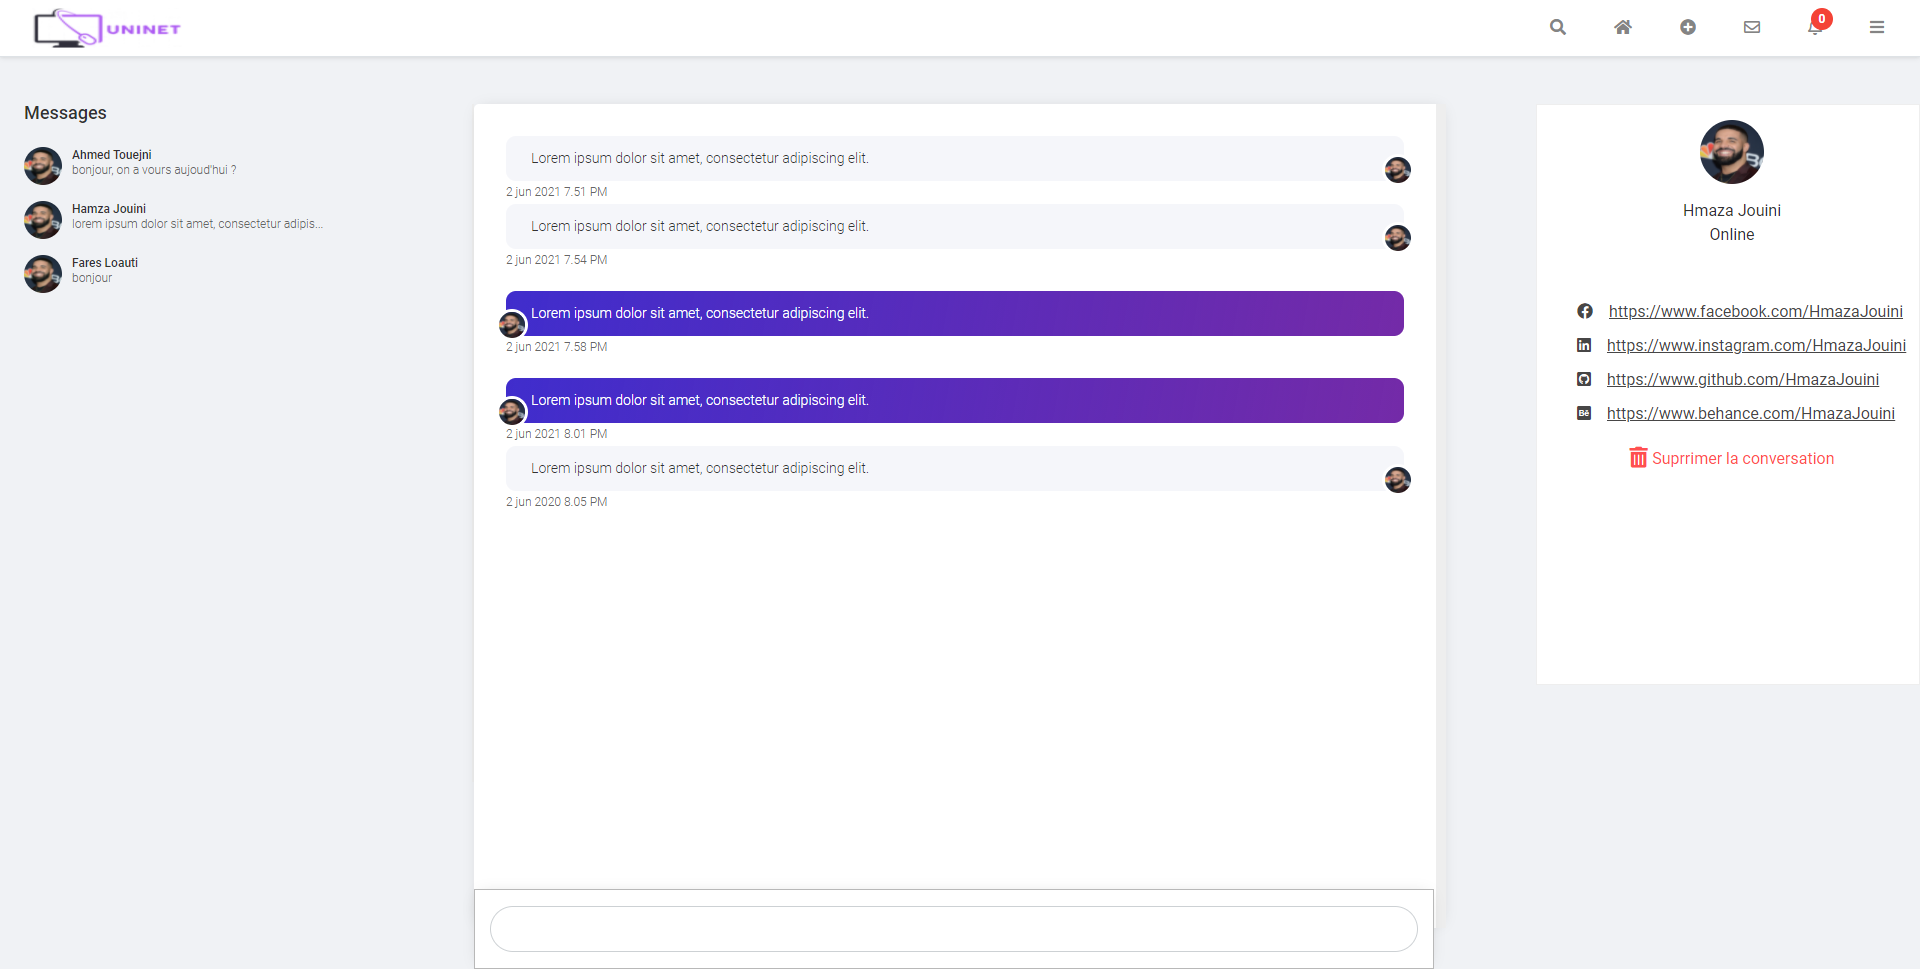 UNINET
0
Messages
Ahmed Touejni
bonjour, on a vours aujoud'hui ?
Hamza Jouini
lorem ipsum dolor sit amet, consectetur adipis...
Fares Loauti
bonjour
Lorem ipsum dolor sit amet, consectetur adipiscing elit.
2 jun 2021 7.51 PM
Lorem ipsum dolor sit amet, consectetur adipiscing elit.
2 jun 2021 7.54 PM
Lorem ipsum dolor sit amet, consectetur adipiscing elit.
2 jun 2021 7.58 PM
Lorem ipsum dolor sit amet, consectetur adipiscing elit.
2 jun 2021 8.01 PM
Lorem ipsum dolor sit amet, consectetur adipiscing elit.
2 jun 2020 8.05 PM
Hmaza Jouini
Online
https://www.facebook.com/HmazaJouini
https://www.instagram.com/HmazaJouini
https://www.github.com/HmazaJouini
https://www.behance.com/HmazaJouini
Suprrimer la conversation